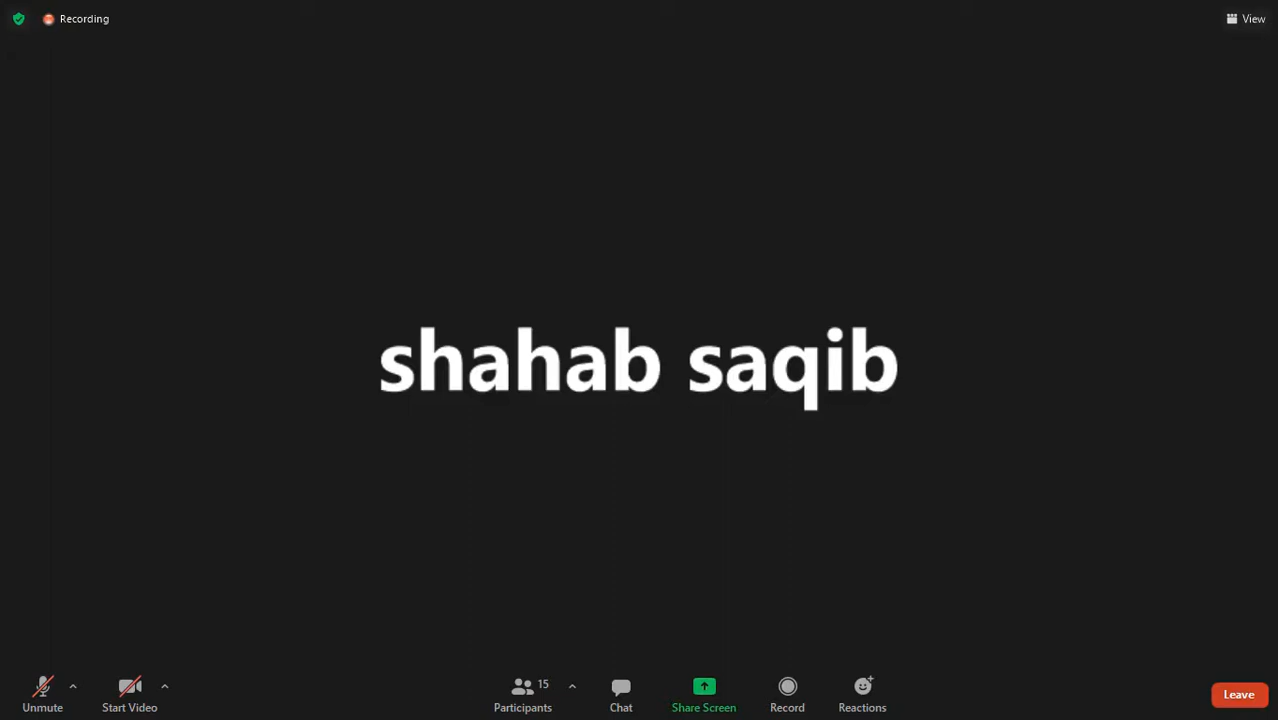 Recording
View
shahab saqib
15
Unmute
Start Video
Participants
Chat
Share Screen
Record
Reactions
Leave